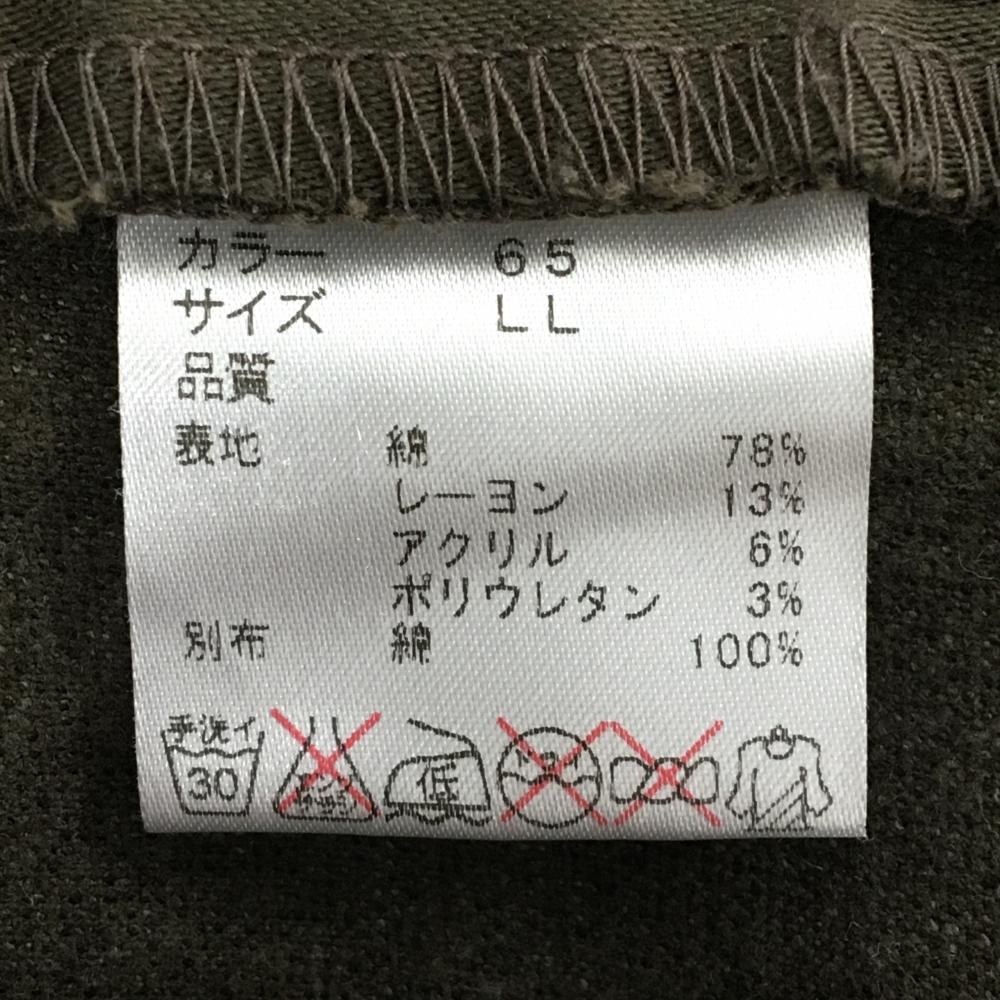 カラー 65
サイズ LL
品質
表地 綿 78%
レーヨン 13%
アクリル 6%
ポリウレタン 3%
別布 綿 100%
手洗イ
30
低